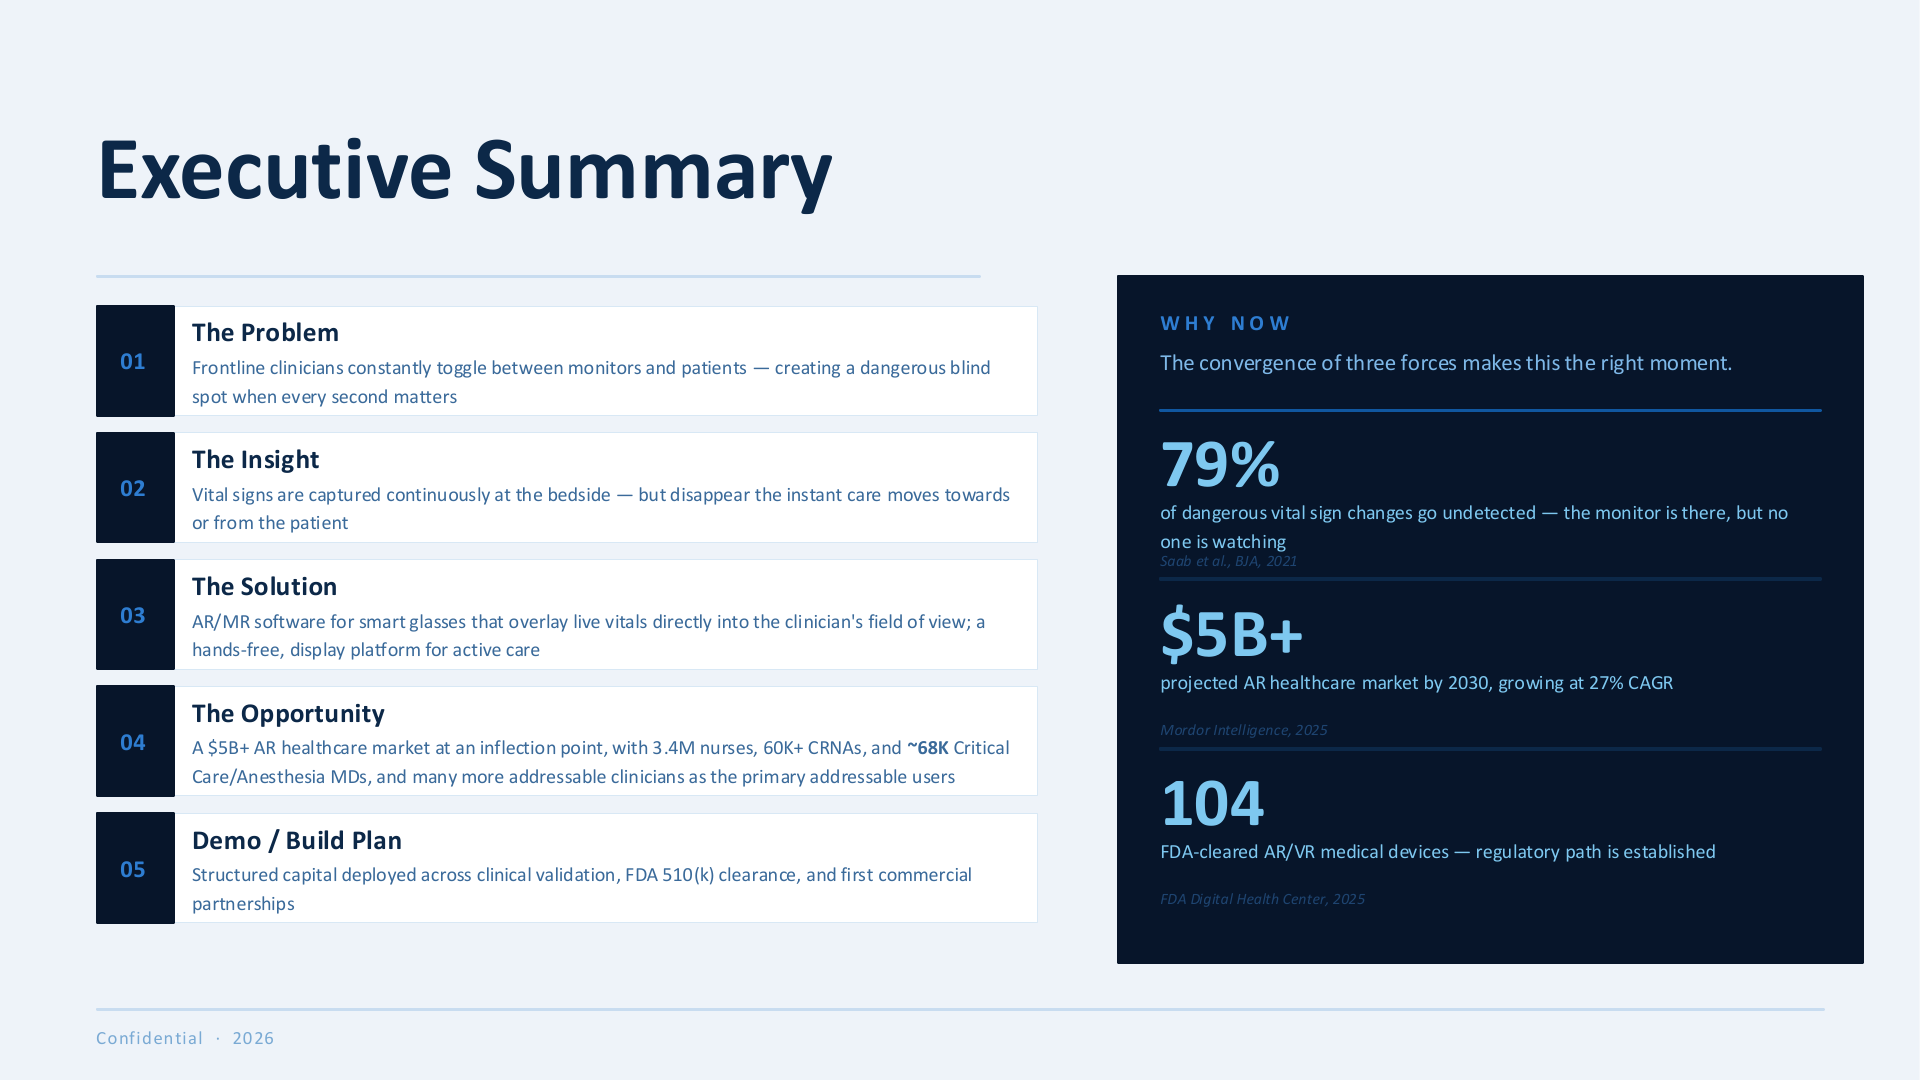 Executive Summary
01
The Problem
Frontline clinicians constantly toggle between monitors and patients — creating a dangerous blind
spot when every second matters
02
The Insight
Vital signs are captured continuously at the bedside — but disappear the instant care moves towards
or from the patient
03
The Solution
AR/MR software for smart glasses that overlay live vitals directly into the clinician's field of view; a
hands-free, display platform for active care
04
The Opportunity
A $5B+ AR healthcare market at an inflection point, with 3.4M nurses, 60K+ CRNAs, and ~68K Critical
Care/Anesthesia MDs, and many more addressable clinicians as the primary addressable users
05
Demo / Build Plan
Structured capital deployed across clinical validation, FDA 510(k) clearance, and first commercial
partnerships
WHY NOW
The convergence of three forces makes this the right moment.
79%
of dangerous vital sign changes go undetected — the monitor is there, but no
one is watching
Saab et al., BJA, 2021
$5B+
projected AR healthcare market by 2030, growing at 27% CAGR
Mordor Intelligence, 2025
104
FDA-cleared AR/VR medical devices — regulatory path is established
FDA Digital Health Center, 2025
Confidential · 2026